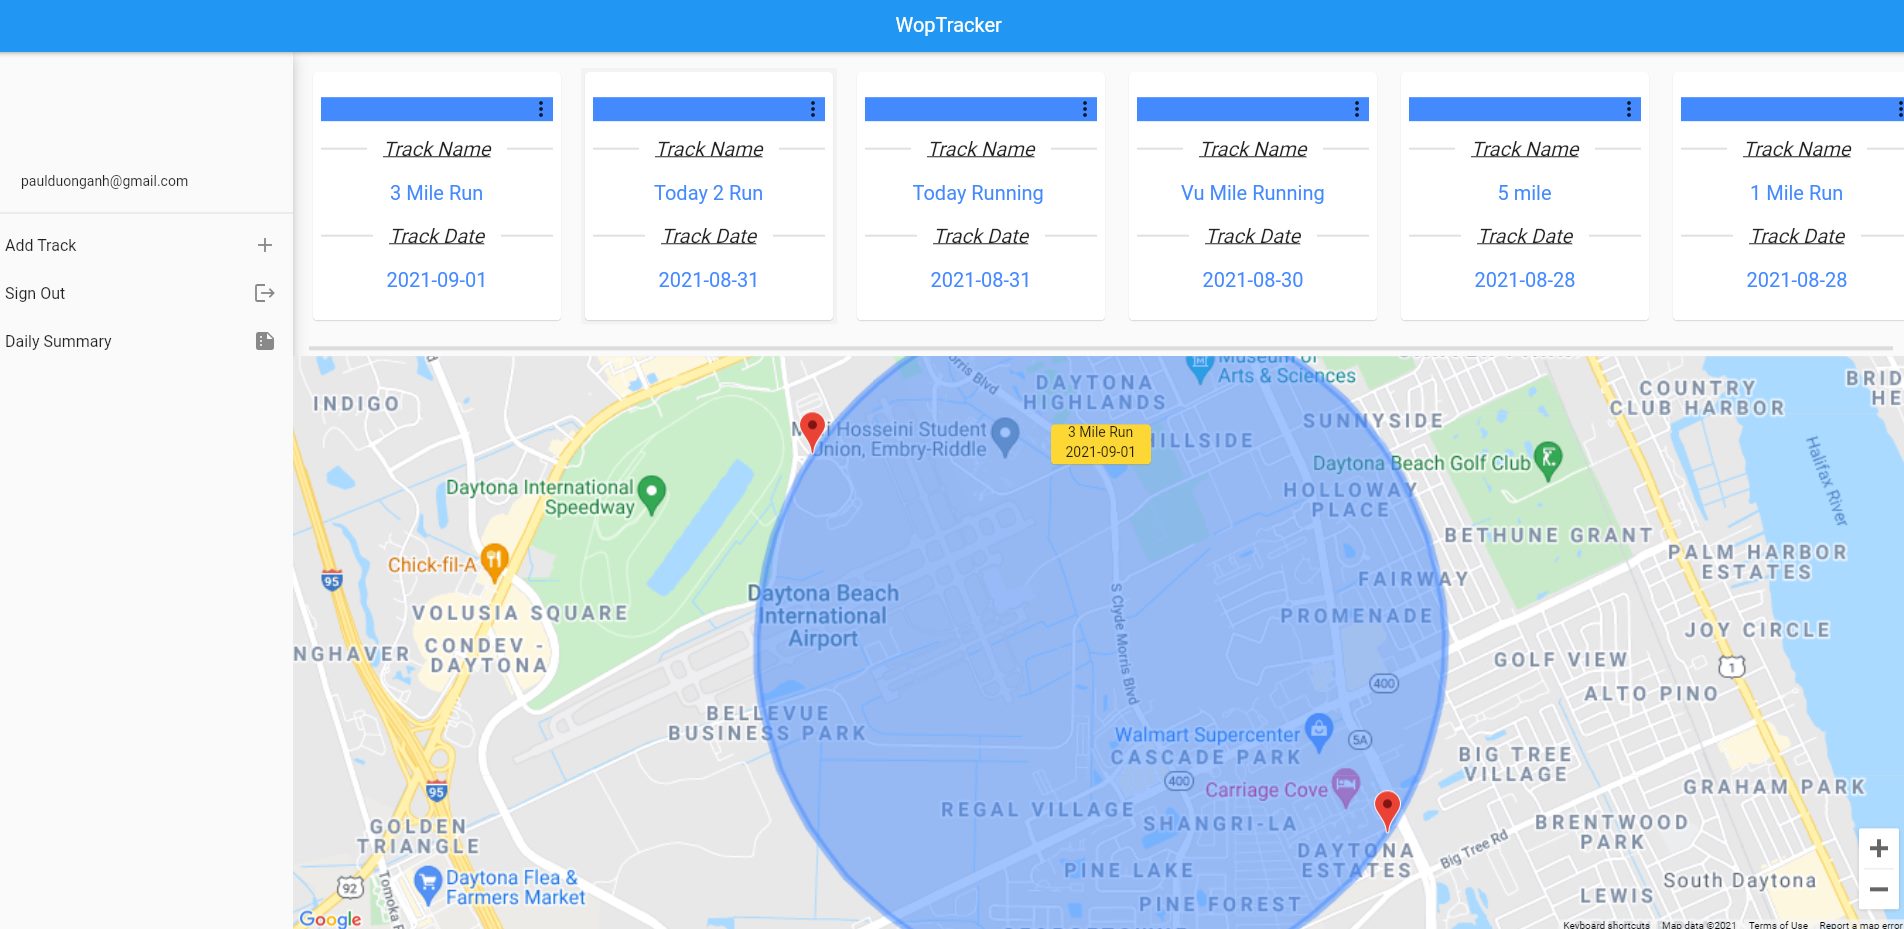 WopTracker
paulduonganh@gmail.com
Add Track
Sign Out
Daily Summary
Track Name
3 Mile Run
Track Date
2021-09-01
Track Name
Today 2 Run
Track Date
2021-08-31
Track Name
Today Running
Track Date
2021-08-31
Track Name
Vu Mile Running
Track Date
2021-08-30
Track Name
5 mile
Track Date
2021-08-28
Track Name
1 Mile Run
Track Date
2021-08-28
Museum of
Arts & Sciences
DAYTONA
HIGHLANDS
INDIGO
COUNTRY
CLUB HARBOR
SUNNYSIDE
3 Mile Run
2021-09-01
Hosseini Student
Union, Embry-Riddle
Daytona Beach Golf Club
Halifax River
Daytona International
Speedway
HOLLOWAY
PLACE
BETHUNE GRANT
PALM HARBOR
ESTATES
Chick-fil-A
95
FAIRWAY
Daytona Beach
International
Airport
S Clyde Morris Blvd
VOLUSIA SQUARE
PROMENADE
CONDEV -
DAYTONA
JOY CIRCLE
GOLF VIEW
1
400
ALTO PINO
BELLEVUE
BUSINESS PARK
Walmart Supercenter
5A
CASCADE PARK
BIG TREE
VILLAGE
400
Carriage Cove
95
GRAHAM PARK
REGAL VILLAGE
SHANGRI-LA
GOLDEN
TRIANGLE
BRENTWOOD
PARK
DAYTONA
ESTATES
Big Tree Rd
PINE LAKE
92
Tomoka
Daytona Flea &
Farmers Market
South Daytona
LEWIS
PINE FOREST
Google
Keyboard shortcuts
Map data ©2021
Terms of Use
Report a map error